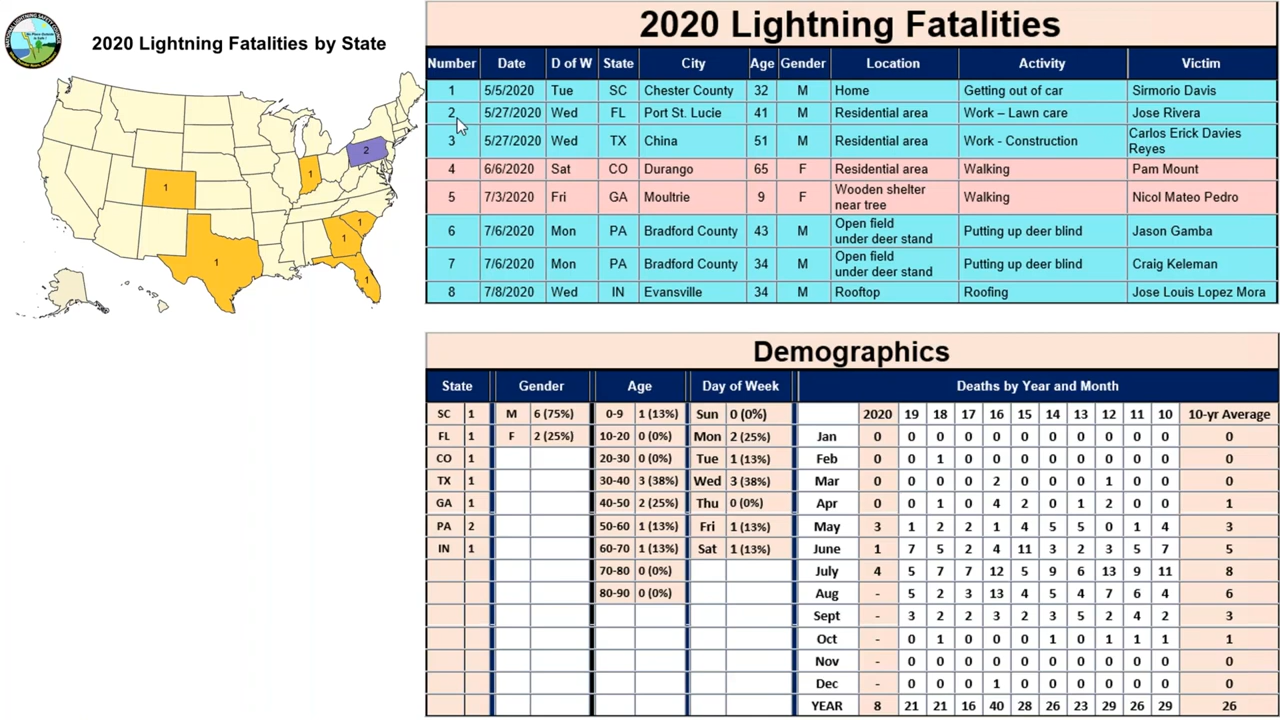 2020 Lightning Fatalities by State
2
1
1
1
1
1
1
2020 Lightning Fatalities
Number Date D of W State City Age Gender Location Activity Victim
1 5/5/2020 Tue SC Chester County 32 M Home Getting out of car Sirmorio Davis
2 5/27/2020 Wed FL Port St. Lucie 41 M Residential area Work – Lawn care Jose Rivera
3 5/27/2020 Wed TX China 51 M Residential area Work - Construction Carlos Erick Davies Reyes
4 6/6/2020 Sat CO Durango 65 F Residential area Walking Pam Mount
5 7/3/2020 Fri GA Moultrie 9 F Wooden shelter near tree Walking Nicol Mateo Pedro
6 7/6/2020 Mon PA Bradford County 43 M Open field under deer stand Putting up deer blind Jason Gamba
7 7/6/2020 Mon PA Bradford County 34 M Open field under deer stand Putting up deer blind Craig Keleman
8 7/8/2020 Wed IN Evansville 34 M Rooftop Roofing Jose Louis Lopez Mora
Demographics
State Gender Age Day of Week Deaths by Year and Month
SC 1 M 6 (75%) 0-9 1 (13%) Sun 0 (0%) 2020 19 18 17 16 15 14 13 12 11 10 10-yr Average
FL 1 F 2 (25%) 10-20 0 (0%) Mon 2 (25%) Jan 0 0 0 0 0 0 0 0 0 0 0 0
CO 1 20-30 0 (0%) Tue 1 (13%) Feb 0 0 1 0 0 0 0 0 0 0 0 0
TX 1 30-40 3 (38%) Wed 3 (38%) Mar 0 0 0 0 2 0 0 0 1 0 0 0
GA 1 40-50 2 (25%) Thu 0 (0%) Apr 0 0 1 0 4 2 0 1 2 0 0 1
PA 2 50-60 1 (13%) Fri 1 (13%) May 3 1 2 2 1 4 5 5 0 1 4 3
IN 1 60-70 1 (13%) Sat 1 (13%) June 1 7 5 2 4 11 3 2 3 5 7 5
70-80 0 (0%) July 4 5 7 7 12 5 9 6 13 9 11 8
80-90 0 (0%) Aug - 5 2 3 13 4 5 4 7 6 4 6
Sept - 3 2 2 3 2 3 5 2 4 2 3
Oct - 0 1 0 0 0 1 0 1 1 1 1
Nov - 0 0 0 0 0 0 0 0 0 0 0
Dec - 0 0 0 1 0 0 0 0 0 0 0
YEAR 8 21 21 16 40 28 26 23 29 26 29 26